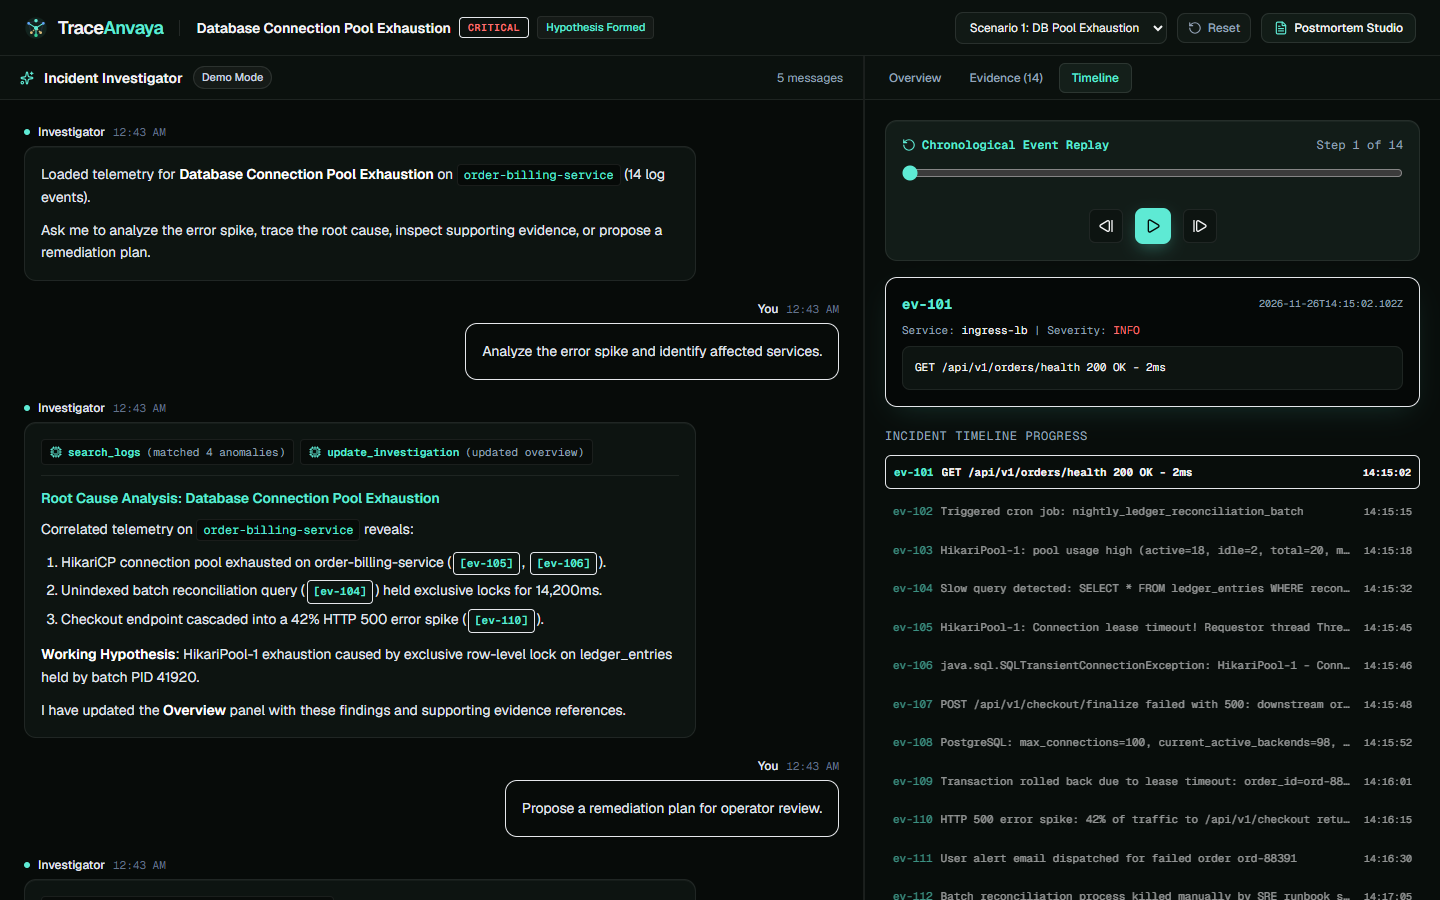 TraceAnvaya
Database Connection Pool Exhaustion
CRITICAL
Hypothesis Formed
Scenario 1: DB Pool Exhaustion
Reset
Postmortem Studio
Incident Investigator
Demo Mode
5 messages
Investigator 12:43 AM
Loaded telemetry for Database Connection Pool Exhaustion on order-billing-service (14 log
events).
Ask me to analyze the error spike, trace the root cause, inspect supporting evidence, or propose a
remediation plan.
You 12:43 AM
Analyze the error spike and identify affected services.
Investigator 12:43 AM
search_logs (matched 4 anomalies)
update_investigation (updated overview)
Root Cause Analysis: Database Connection Pool Exhaustion
Correlated telemetry on order-billing-service reveals:
1. HikariCP connection pool exhausted on order-billing-service ( [ev-105] , [ev-106] ).
2. Unindexed batch reconciliation query ( [ev-104] ) held exclusive locks for 14,200ms.
3. Checkout endpoint cascaded into a 42% HTTP 500 error spike ( [ev-110] ).
Working Hypothesis: HikariPool-1 exhaustion caused by exclusive row-level lock on ledger_entries
held by batch PID 41920.
I have updated the Overview panel with these findings and supporting evidence references.
You 12:43 AM
Propose a remediation plan for operator review.
Investigator 12:43 AM
Overview
Evidence (14)
Timeline
Chronological Event Replay
Step 1 of 14
ev-101
2026-11-26T14:15:02.102Z
Service: ingress-lb | Severity: INFO
GET /api/v1/orders/health 200 OK - 2ms
INCIDENT TIMELINE PROGRESS
ev-101 GET /api/v1/orders/health 200 OK - 2ms 14:15:02
ev-102 Triggered cron job: nightly_ledger_reconciliation_batch 14:15:15
ev-103 HikariPool-1: pool usage high (active=18, idle=2, total=20, m… 14:15:18
ev-104 Slow query detected: SELECT * FROM ledger_entries WHERE recon… 14:15:32
ev-105 HikariPool-1: Connection lease timeout! Requestor thread Thre… 14:15:45
ev-106 java.sql.SQLTransientConnectionException: HikariPool-1 - Conn… 14:15:46
ev-107 POST /api/v1/checkout/finalize failed with 500: downstream or… 14:15:48
ev-108 PostgreSQL: max_connections=100, current_active_backends=98, … 14:15:52
ev-109 Transaction rolled back due to lease timeout: order_id=ord-88… 14:16:01
ev-110 HTTP 500 error spike: 42% of traffic to /api/v1/checkout retu… 14:16:15
ev-111 User alert email dispatched for failed order ord-88391 14:16:30
ev-112 Batch reconciliation process killed manually by SRE runbook s… 14:17:05